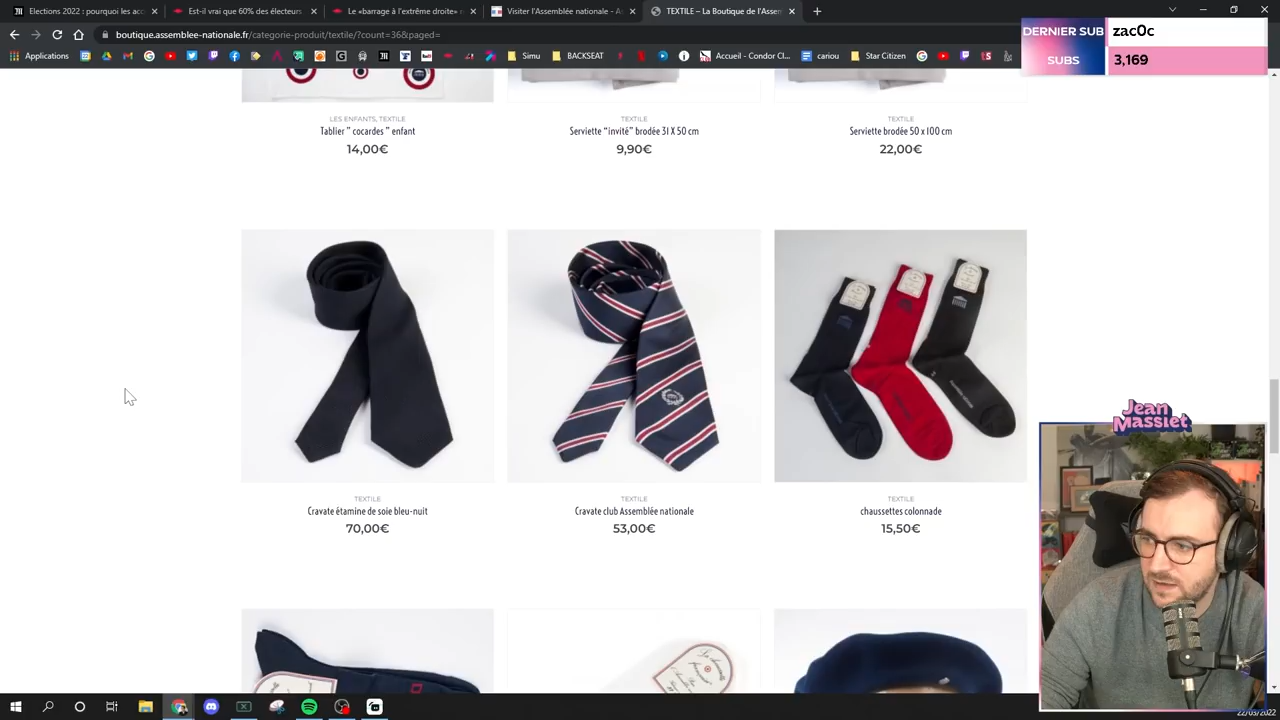 Elections 2022 : pourquoi les acc
Est-il vrai que 60% des électeurs
Le «barrage à l'extrême droite»
Visiter l'Assemblée nationale - A
TEXTILE – La Boutique de l'Assem
boutique.assemblee-nationale.fr/categorie-produit/textile/?count=36&paged=
Applications
Simu
BACKSEAT
Accueil - Condor Cl...
cariou
Star Citizen
DERNIER SUB
zac0c
SUBS
3,169
LES ENFANTS, TEXTILE
Tablier " cocardes " enfant
14,00€
TEXTILE
Serviette “invité” brodée 31 X 50 cm
9,90€
TEXTILE
Serviette brodée 50 x 100 cm
22,00€
TEXTILE
Cravate étamine de soie bleu-nuit
70,00€
TEXTILE
Cravate club Assemblée nationale
53,00€
TEXTILE
chaussettes colonnade
15,50€
Jean
Massiet
22/03/2022